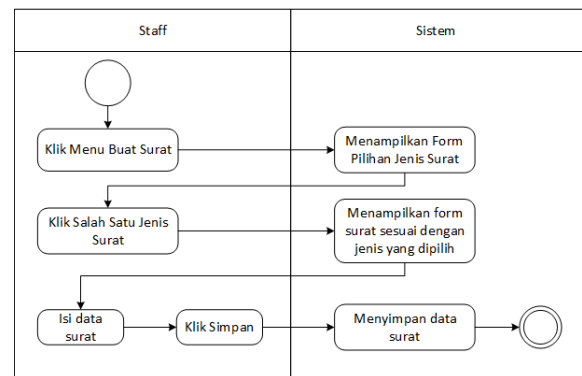 Staff
Sistem
Klik Menu Buat Surat
Menampilkan Form
Pilihan Jenis Surat
Klik Salah Satu Jenis
Surat
Menampilkan form
surat sesuai dengan
jenis yang dipilih
Isi data
surat
Klik Simpan
Menyimpan data
surat